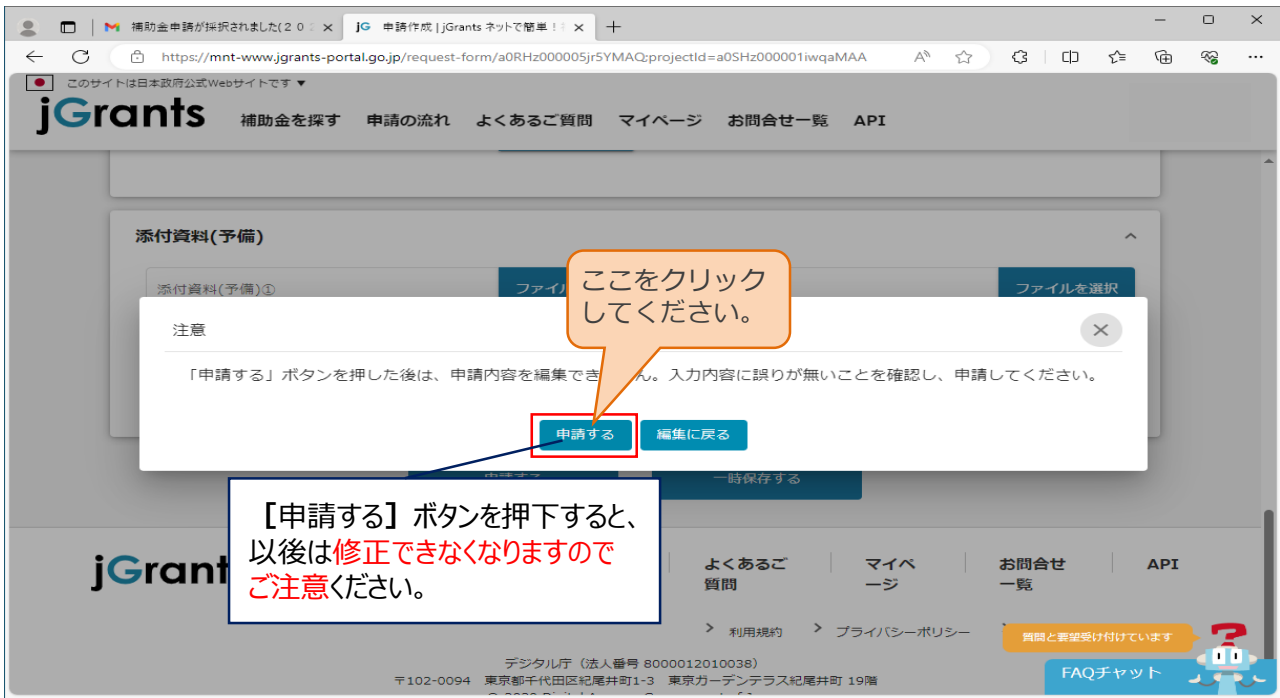 補助金申請が採択されました(２０
jG 申請作成 | jGrants ネットで簡単！
https://mnt-www.jgrants-portal.go.jp/request-form/a0RHz000005jr5YMAQ;projectId=a0SHz000001iwqaMAA
このサイトは日本政府公式Webサイトです ▼
jGrants 補助金を探す 申請の流れ よくあるご質問 マイページ お問合せ一覧 API
添付資料(予備)
添付資料(予備)①
ファイル
ファイルを選択
ここをクリック
してください。
注意
「申請する」ボタンを押した後は、申請内容を編集でき ん。入力内容に誤りが無いことを確認し、申請してください。
申請する 編集に戻る
申請する 一時保存する
【申請する】ボタンを押下すると、
以後は修正できなくなりますので
ご注意ください。
jGrant
よくあるご
質問
マイペ
ージ
お問合せ
一覧
API
利用規約 プライバシーポリシー
質問と要望受け付けています
FAQチャット
デジタル庁（法人番号 8000012010038）
〒102-0094 東京都千代田区紀尾井町1-3 東京ガーデンテラス紀尾井町 19階